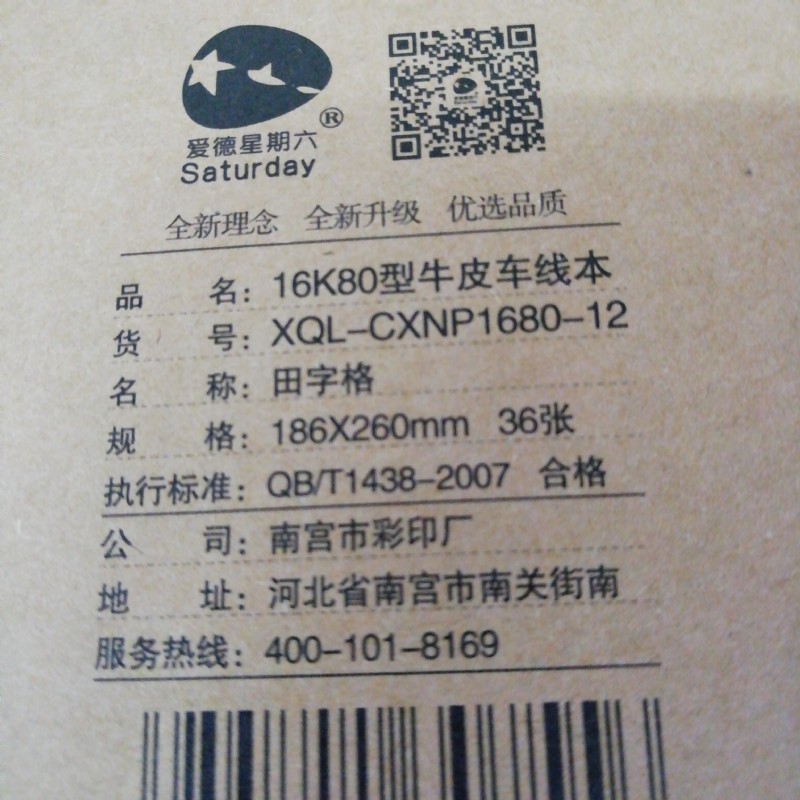 爱德星期六®
Saturday
全新理念 全新升级 优选品质
品名：16K80型牛皮车线本
货号：XQL-CXNP1680-12
名称：田字格
规格：186X260mm 36张
执行标准：QB/T1438-2007 合格
公司：南宫市彩印厂
地址：河北省南宫市南关街南
服务热线：400-101-8169